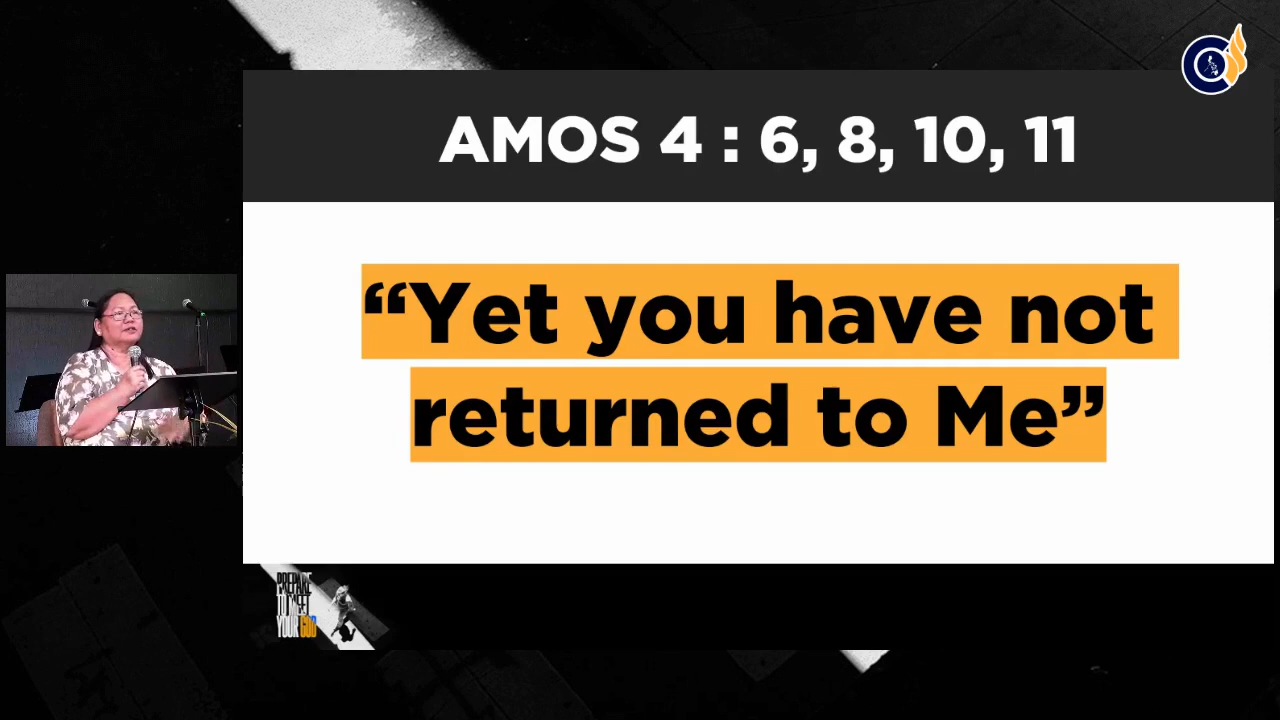 AMOS 4 : 6, 8, 10, 11
“Yet you have not
returned to Me”
PREPARE
TO MEET
YOUR GOD